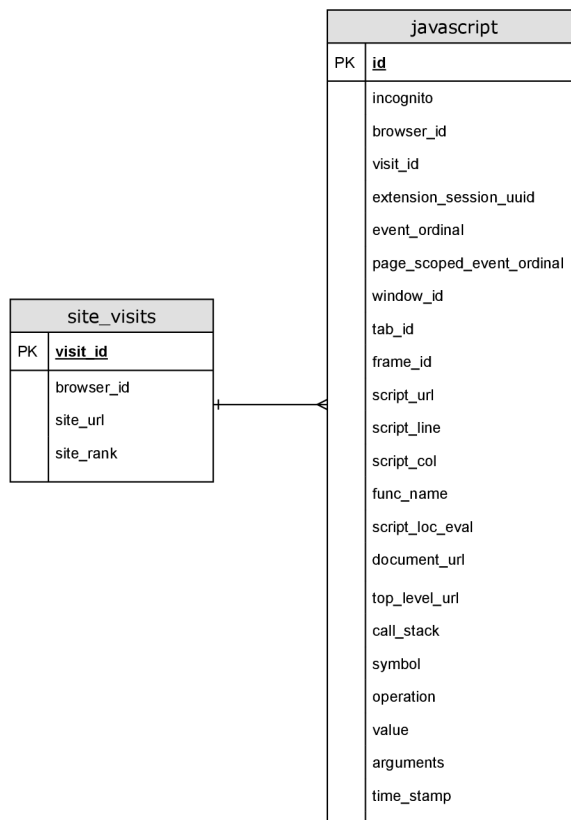 javascript
PK id
incognito
browser_id
visit_id
extension_session_uuid
event_ordinal
page_scoped_event_ordinal
window_id
tab_id
frame_id
script_url
script_line
script_col
func_name
script_loc_eval
document_url
top_level_url
call_stack
symbol
operation
value
arguments
time_stamp
site_visits
PK visit_id
browser_id
site_url
site_rank